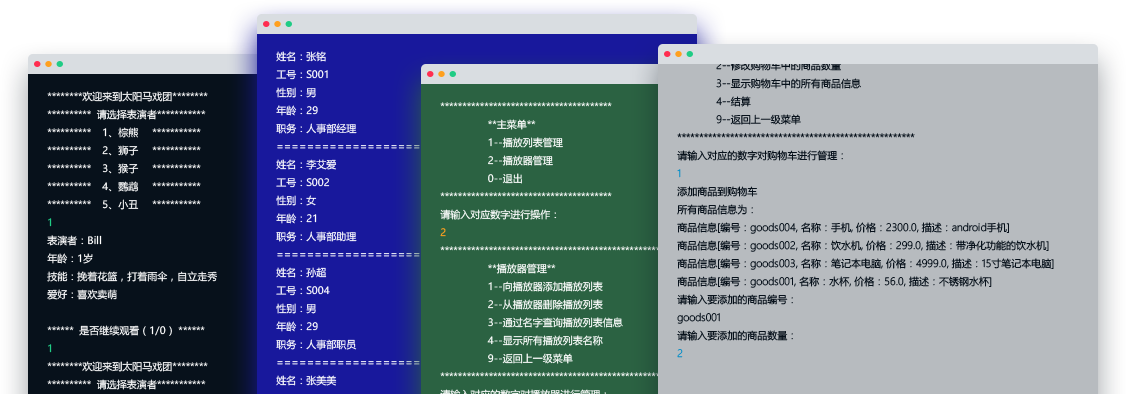 ********欢迎来到太阳马戏团********
********** 请选择表演者***********
********** 1、棕熊 ***********
********** 2、狮子 ***********
********** 3、猴子 ***********
********** 4、鹦鹉 ***********
********** 5、小丑 ***********
1
表演者：Bill
年龄：1岁
技能：挽着花篮，打着雨伞，自立走秀
爱好：喜欢卖萌
****** 是否继续观看（1/0） ******
1
********欢迎来到太阳马戏团********
********** 请选择表演者***********
姓名：张铭
工号：S001
性别：男
年龄：29
职务：人事部经理
====================
姓名：李艾爱
工号：S002
性别：女
年龄：21
职务：人事部助理
====================
姓名：孙超
工号：S004
性别：男
年龄：29
职务：人事部职员
====================
姓名：张美美
***************************************
**主菜单**
1--播放列表管理
2--播放器管理
0--退出
***************************************
请输入对应数字进行操作：
2
**************************************************
**播放器管理**
1--向播放器添加播放列表
2--从播放器删除播放列表
3--通过名字查询播放列表信息
4--显示所有播放列表名称
9--返回上一级菜单
**************************************************
请输入对应的数字对播放器进行管理：
2--修改购物车中的商品数量
3--显示购物车中的所有商品信息
4--结算
9--返回上一级菜单
******************************************************
请输入对应的数字对购物车进行管理：
1
添加商品到购物车
所有商品信息为：
商品信息[编号：goods004, 名称：手机, 价格：2300.0, 描述：android手机]
商品信息[编号：goods002, 名称：饮水机, 价格：299.0, 描述：带净化功能的饮水机]
商品信息[编号：goods003, 名称：笔记本电脑, 价格：4999.0, 描述：15寸笔记本电脑]
商品信息[编号：goods001, 名称：水杯, 价格：56.0, 描述：不锈钢水杯]
请输入要添加的商品编号：
goods001
请输入要添加的商品数量：
2